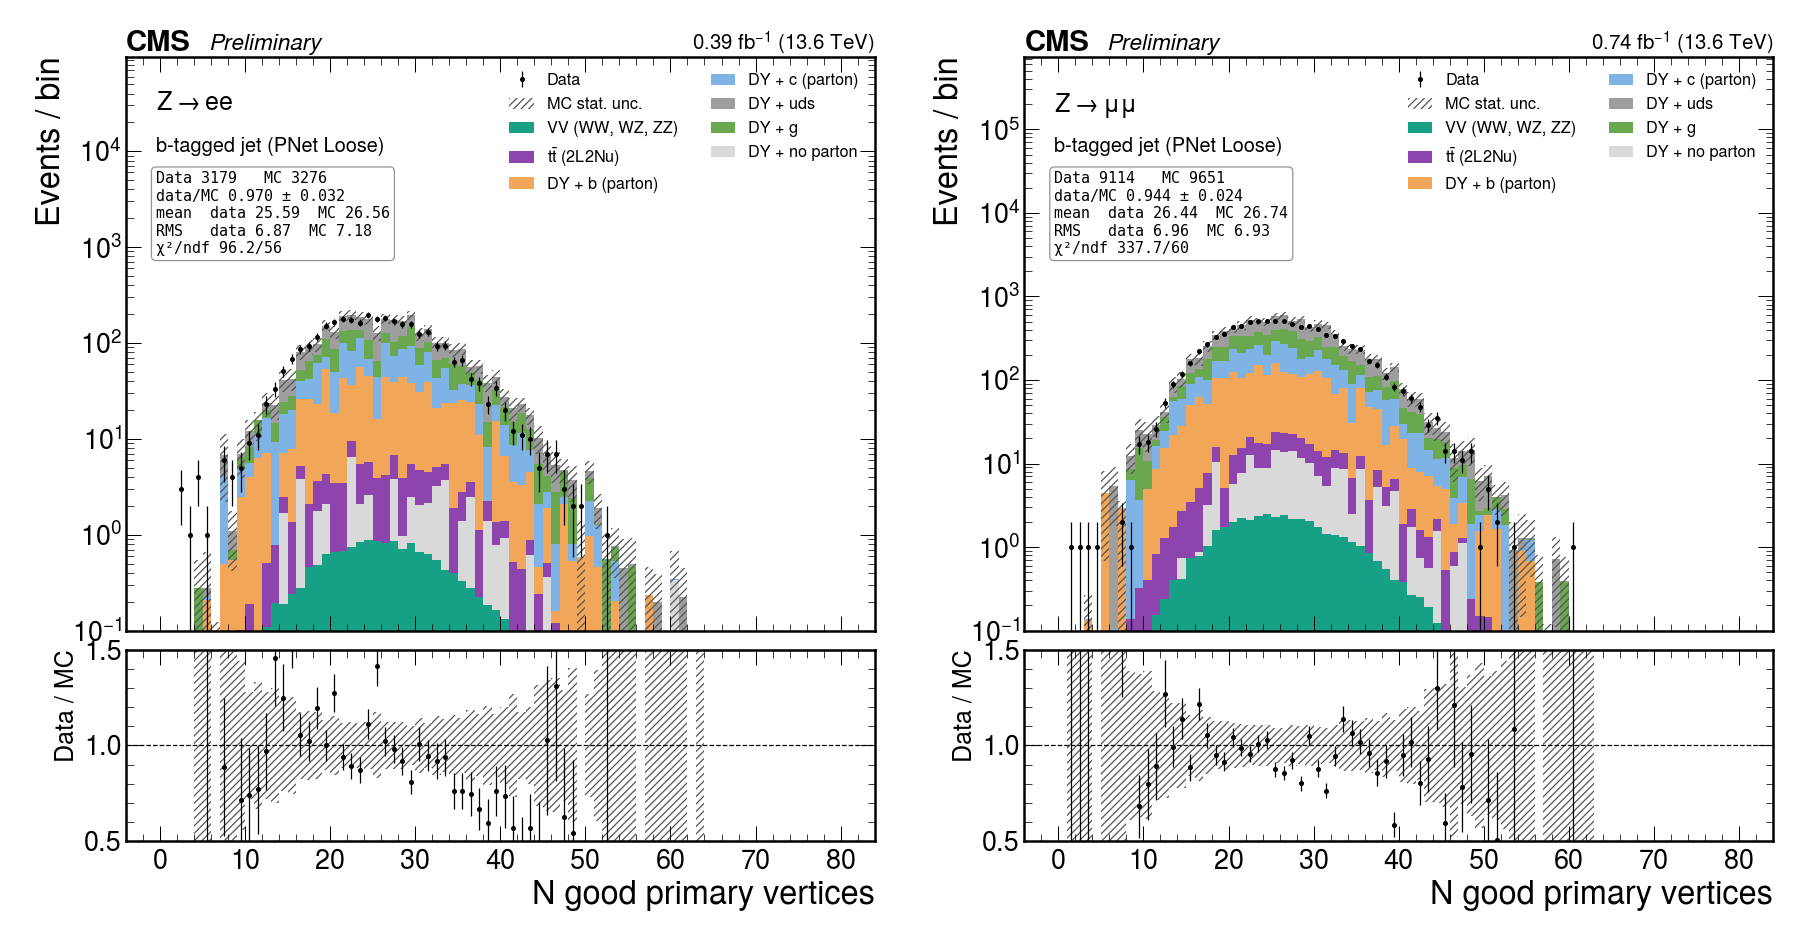 CMS Preliminary 0.39 fb⁻¹ (13.6 TeV)
Events / bin
Z→ee
b-tagged jet (PNet Loose)
Data 3179 MC 3276
data/MC 0.970 ± 0.032
mean data 25.59 MC 26.56
RMS data 6.87 MC 7.18
χ²/ndf 96.2/56
Data
MC stat. unc.
VV (WW, WZ, ZZ)
tt̄ (2L2Nu)
DY + b (parton)
DY + c (parton)
DY + uds
DY + g
DY + no parton
10⁴
10³
10²
10¹
10⁰
10⁻¹
Data / MC
1.5
1.0
0.5
0 10 20 30 40 50 60 70 80
N good primary vertices
CMS Preliminary 0.74 fb⁻¹ (13.6 TeV)
Events / bin
Z→μμ
b-tagged jet (PNet Loose)
Data 9114 MC 9651
data/MC 0.944 ± 0.024
mean data 26.44 MC 26.74
RMS data 6.96 MC 6.93
χ²/ndf 337.7/60
Data
MC stat. unc.
VV (WW, WZ, ZZ)
tt̄ (2L2Nu)
DY + b (parton)
DY + c (parton)
DY + uds
DY + g
DY + no parton
10⁵
10⁴
10³
10²
10¹
10⁰
10⁻¹
Data / MC
1.5
1.0
0.5
0 10 20 30 40 50 60 70 80
N good primary vertices